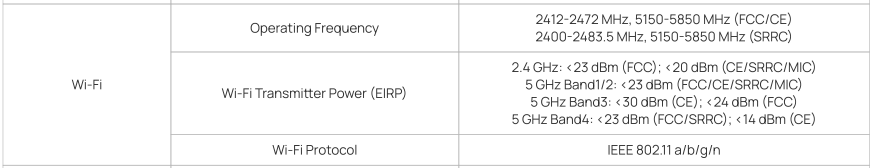 Wi-Fi
Operating Frequency
2412-2472 MHz, 5150-5850 MHz (FCC/CE)
2400-2483.5 MHz, 5150-5850 MHz (SRRC)
Wi-Fi Transmitter Power (EIRP)
2.4 GHz: <23 dBm (FCC); <20 dBm (CE/SRRC/MIC)
5 GHz Band1/2: <23 dBm (FCC/CE/SRRC/MIC)
5 GHz Band3: <30 dBm (CE); <24 dBm (FCC)
5 GHz Band4: <23 dBm (FCC/SRRC); <14 dBm (CE)
Wi-Fi Protocol
IEEE 802.11 a/b/g/n